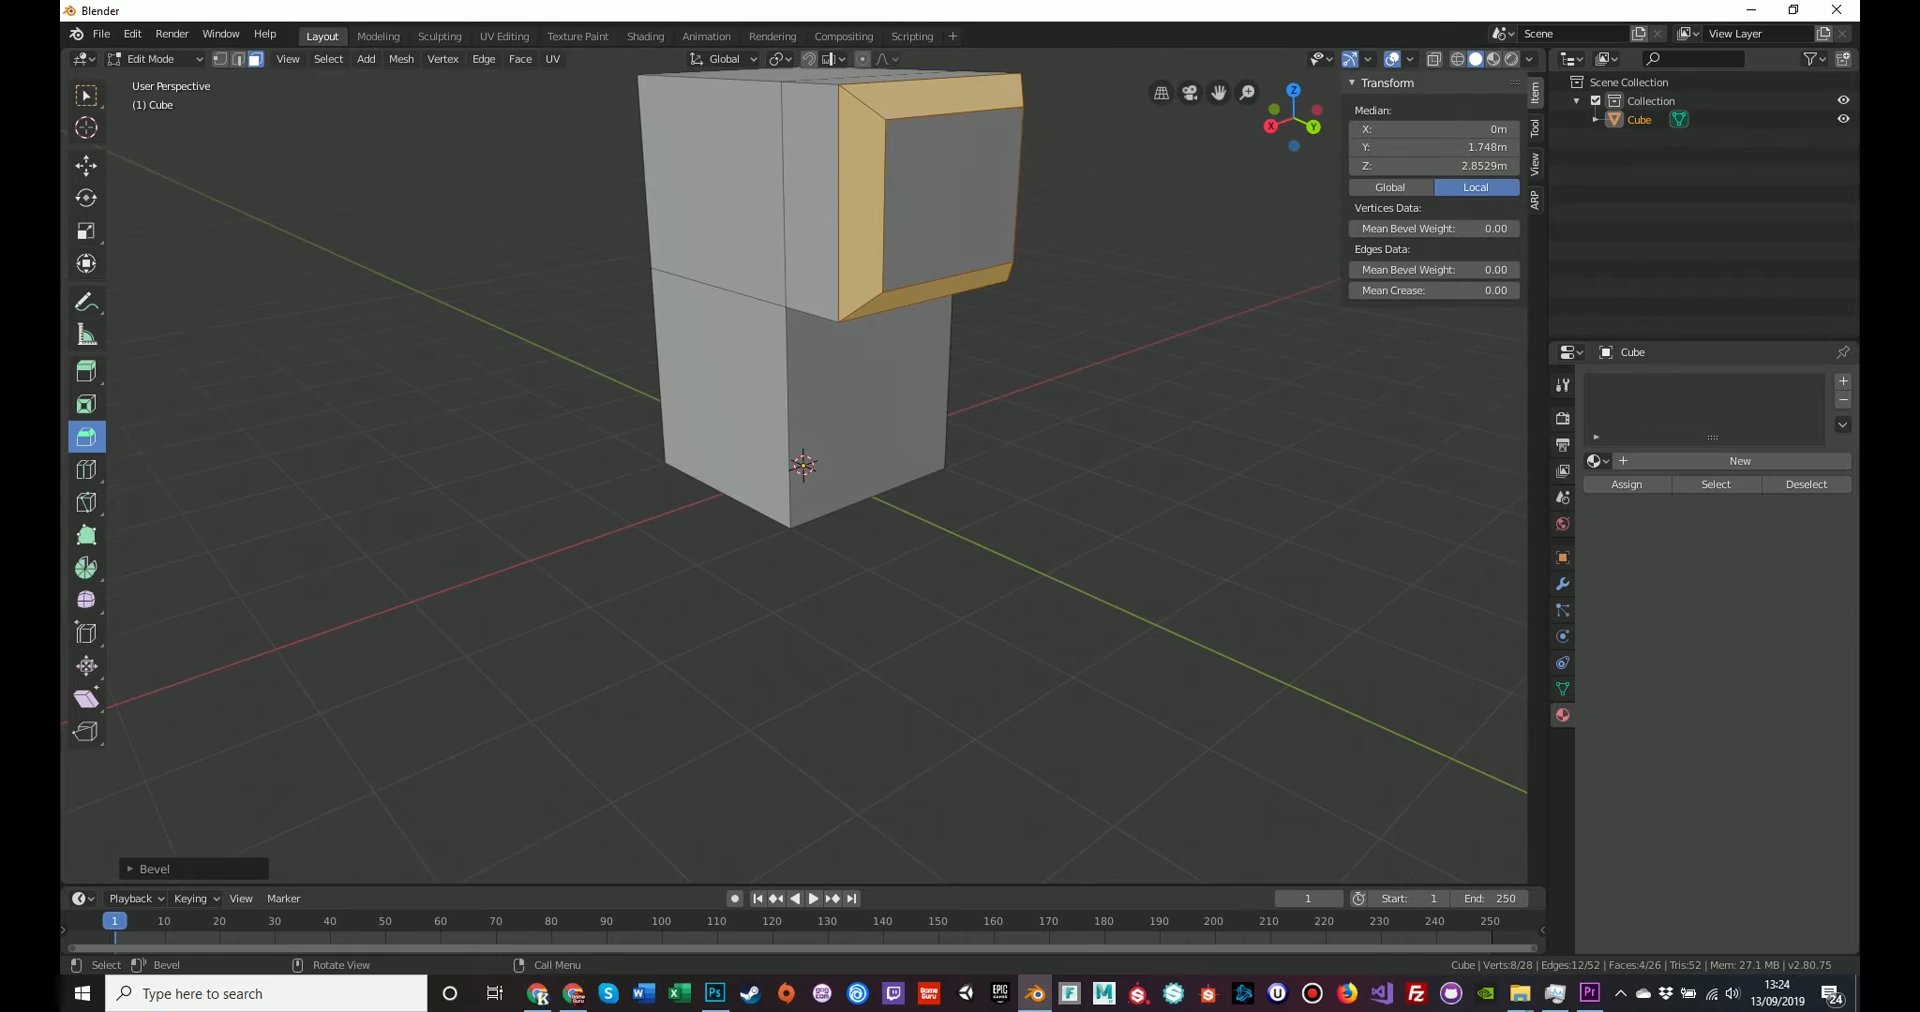 Blender
File Edit Render Window Help Layout Modeling Sculpting UV Editing Texture Paint Shading Animation Rendering Compositing Scripting Scene View Layer
Edit Mode View Select Add Mesh Vertex Edge Face UV Global
User Perspective
(1) Cube
X Y Z
Transform
Median:
X: 0m
Y: 1.748m
Z: 2.8529m
Global Local
Vertices Data:
Mean Bevel Weight: 0.00
Edges Data:
Mean Bevel Weight: 0.00
Mean Crease: 0.00
Item
Tool
View
ARP
Scene Collection
Collection
Cube
Cube
New
Assign Select Deselect
Bevel
Playback Keying View Marker 1 Start: 1 End: 250
1 10 20 30 40 50 60 70 80 90 100 110 120 130 140 150 160 170 180 190 200 210 220 230 240 250
Select Bevel Rotate View Call Menu Cube | Verts:8/28 | Edges:12/52 | Faces:4/26 | Tris:52 | Mem: 27.1 MB | v2.80.75
Type here to search
13:24
13/09/2019
24